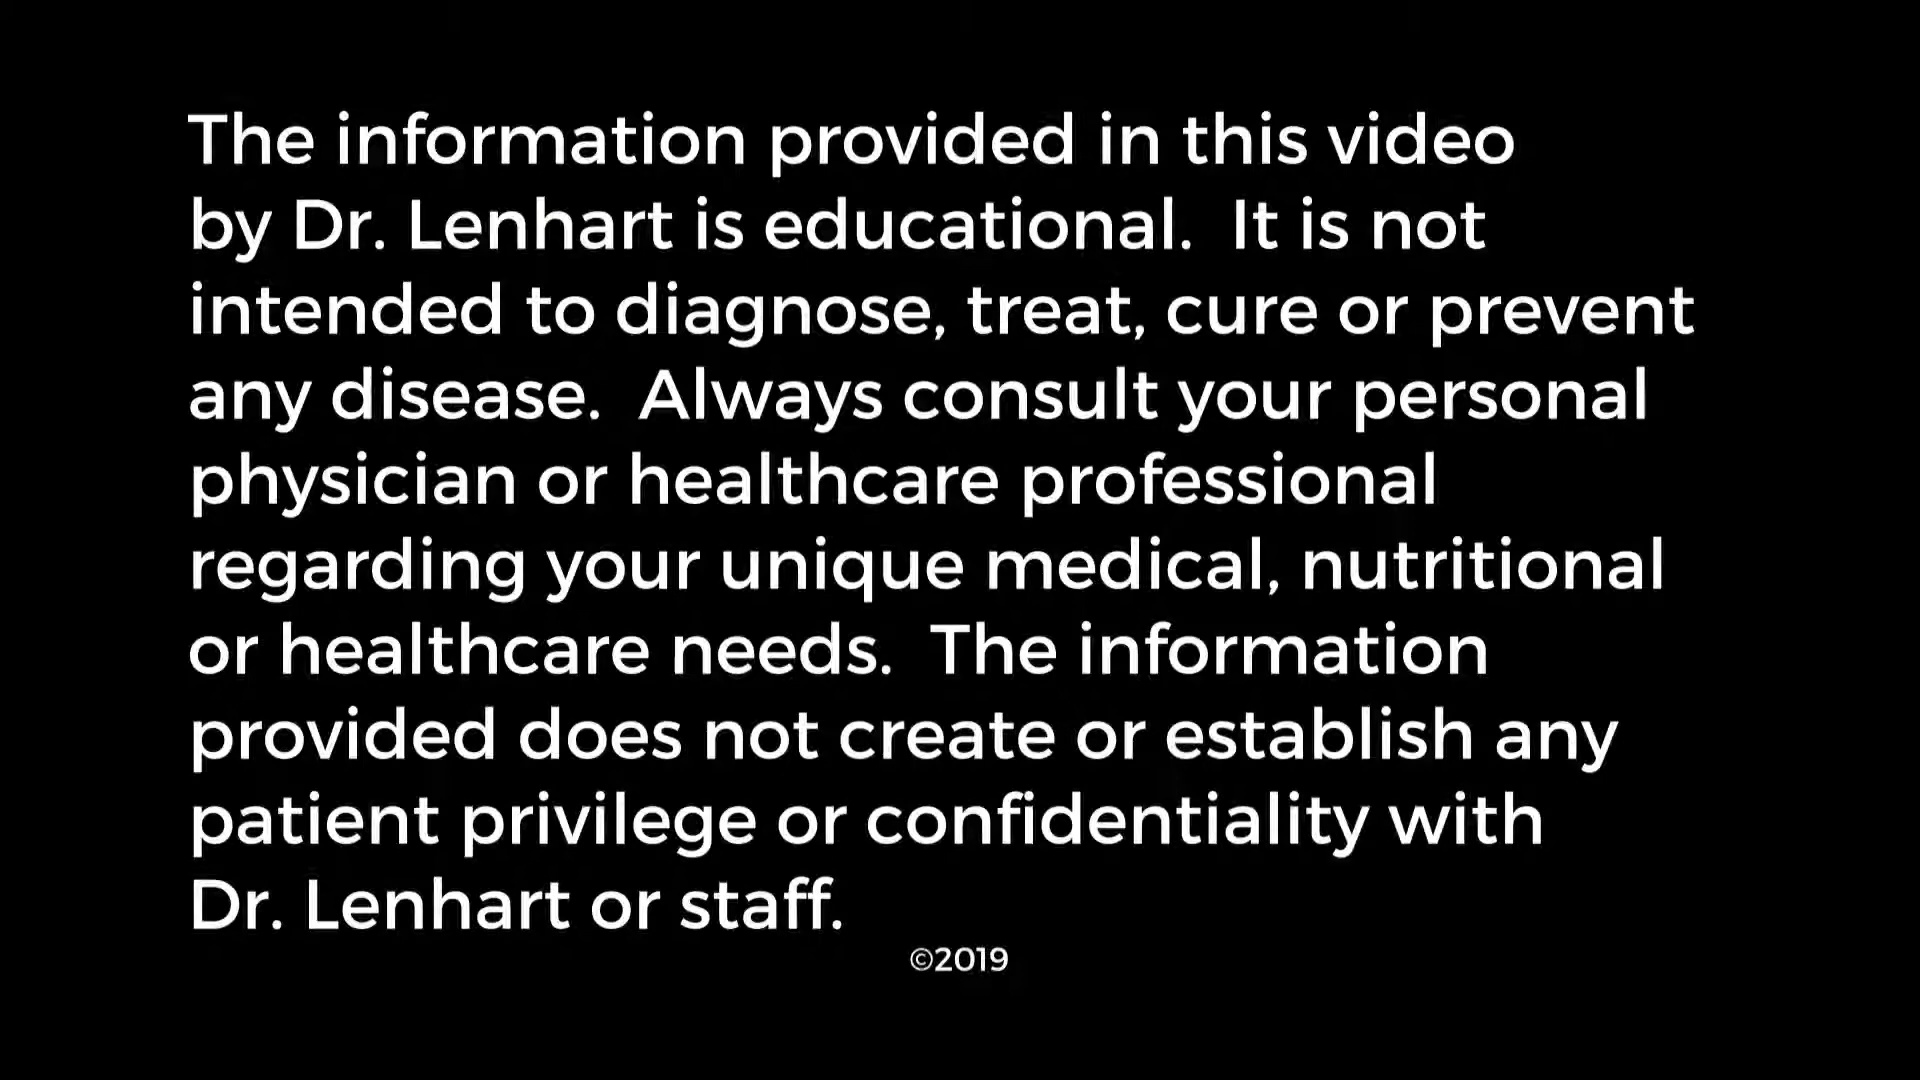 The information provided in this video
by Dr. Lenhart is educational.  It is not
intended to diagnose, treat, cure or prevent
any disease.  Always consult your personal
physician or healthcare professional
regarding your unique medical, nutritional
or healthcare needs.  The information
provided does not create or establish any
patient privilege or confidentiality with
Dr. Lenhart or staff.
©2019